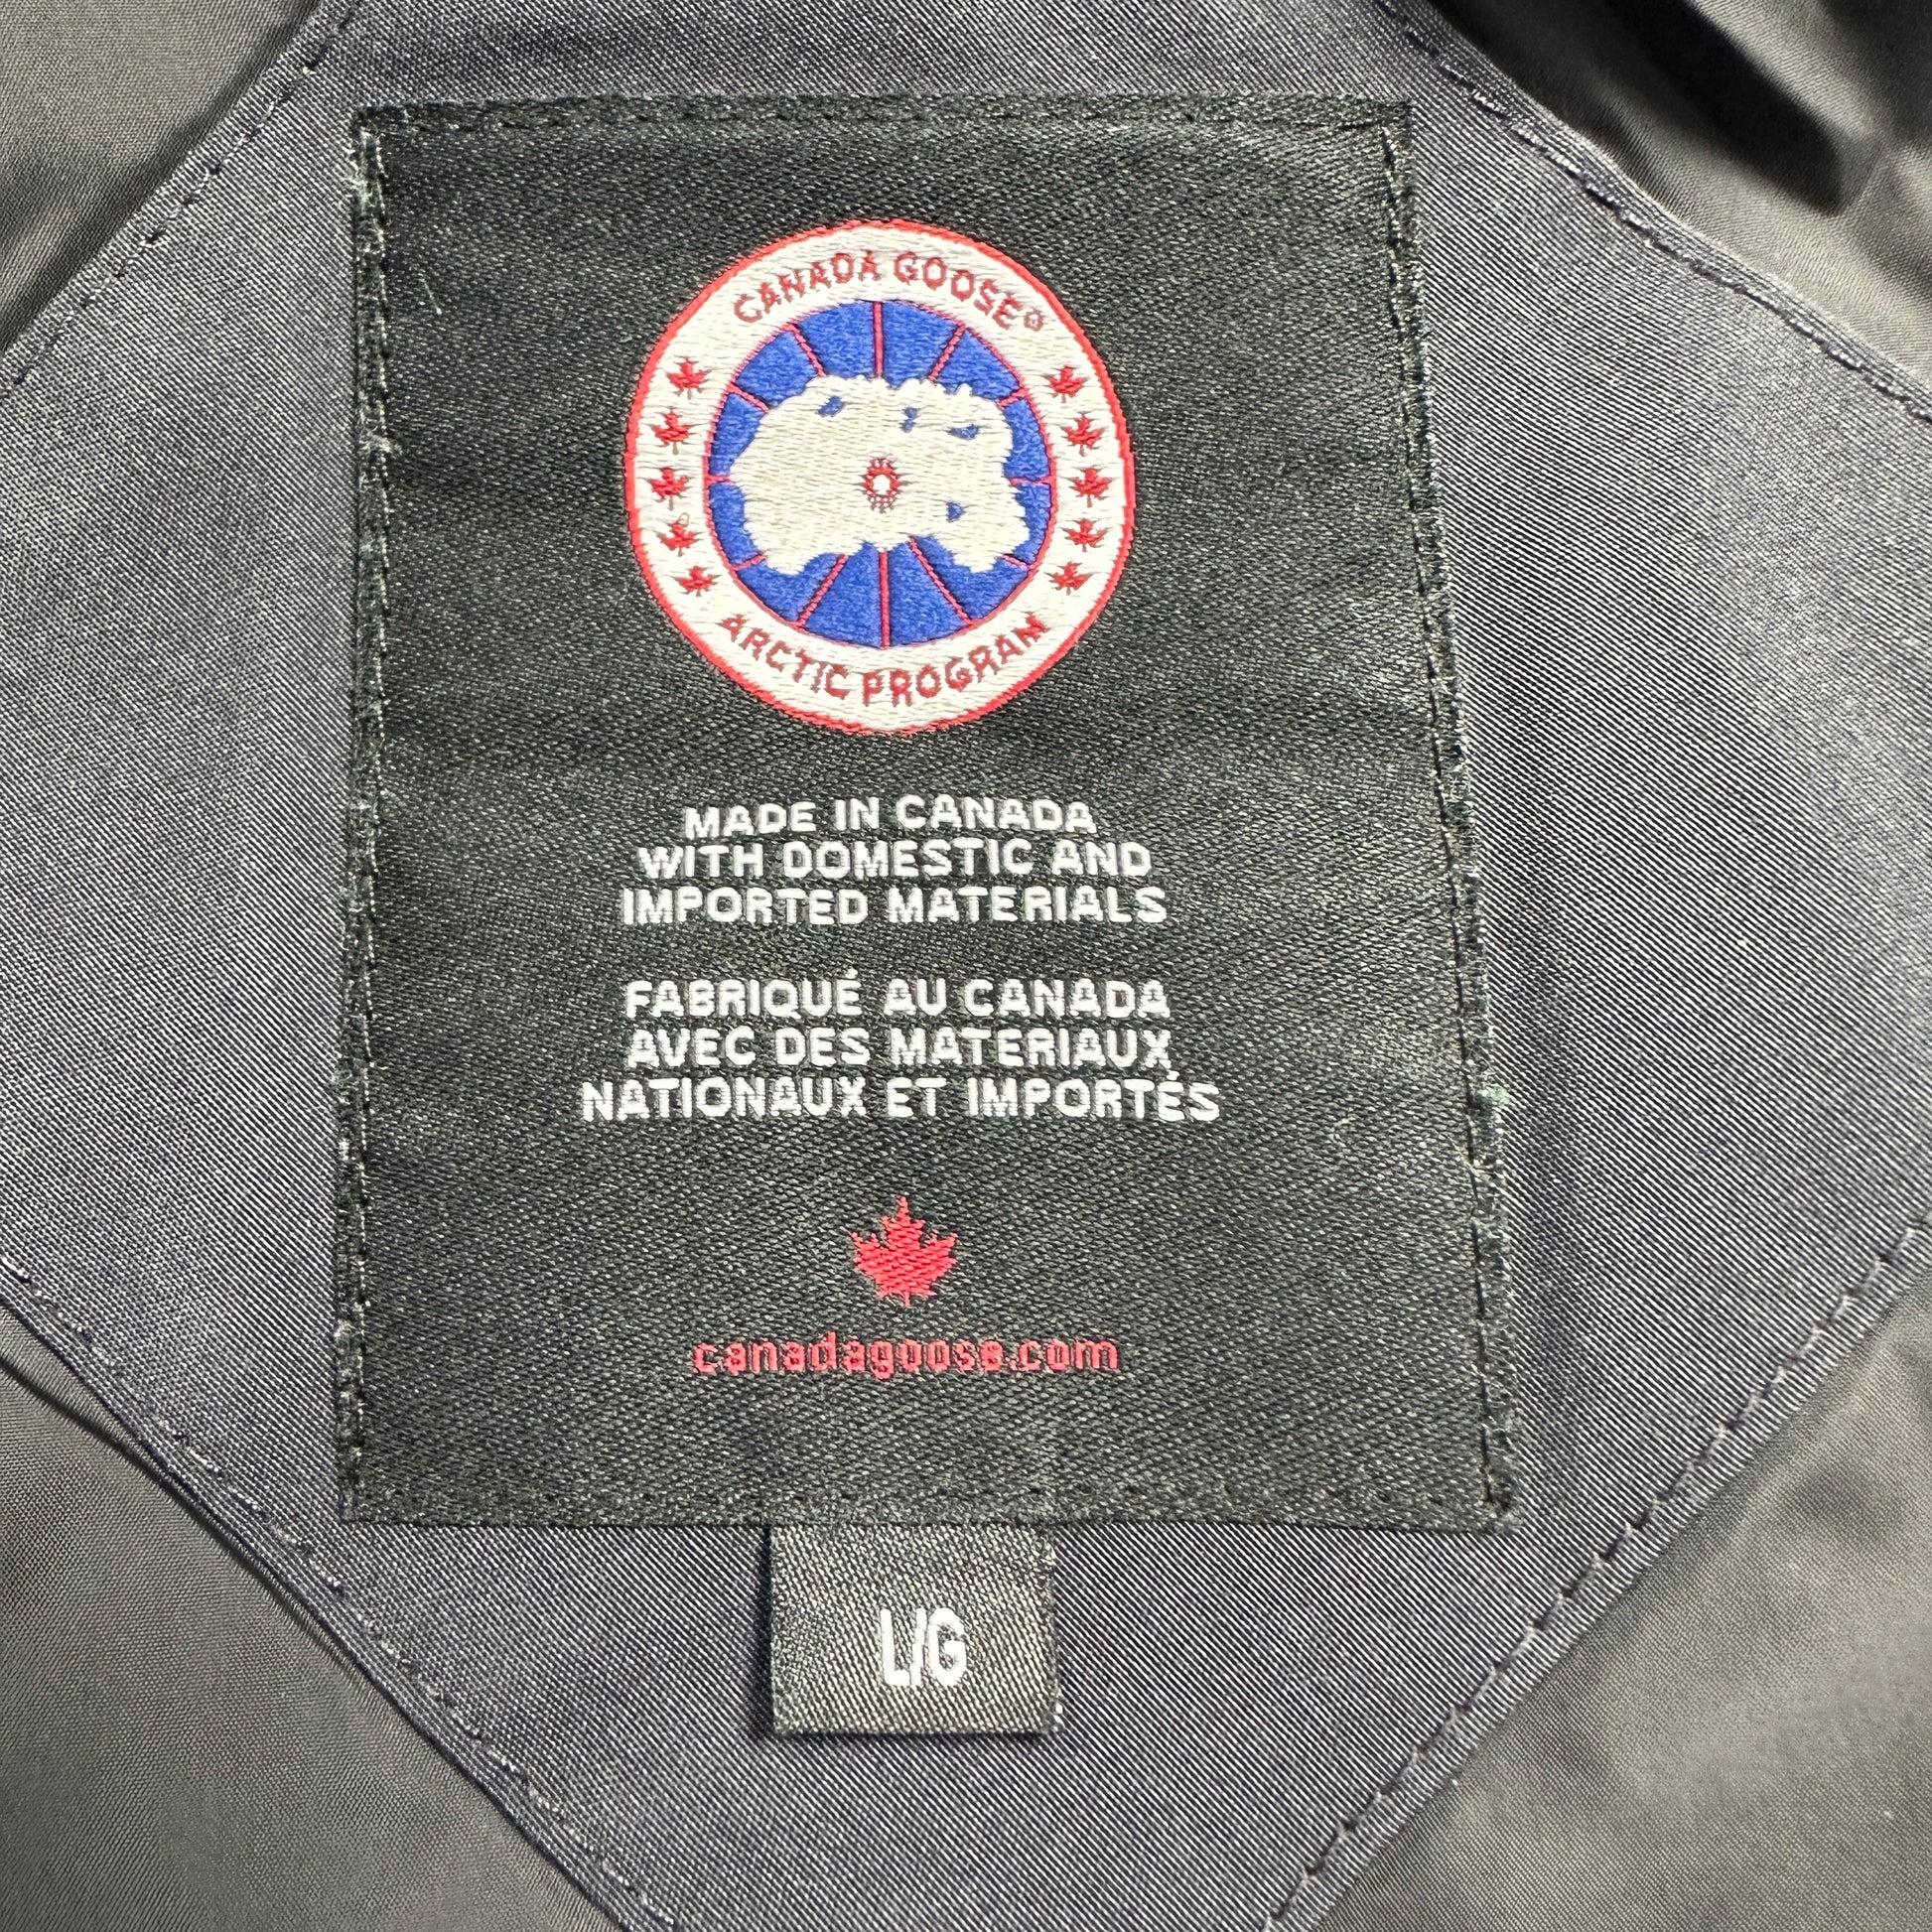 CANADA GOOSE®
ARCTIC PROGRAM
MADE IN CANADA
WITH DOMESTIC AND
IMPORTED MATERIALS
FABRIQUÉ AU CANADA
AVEC DES MATERIAUX
NATIONAUX ET IMPORTÉS
canadagoose.com
L/G